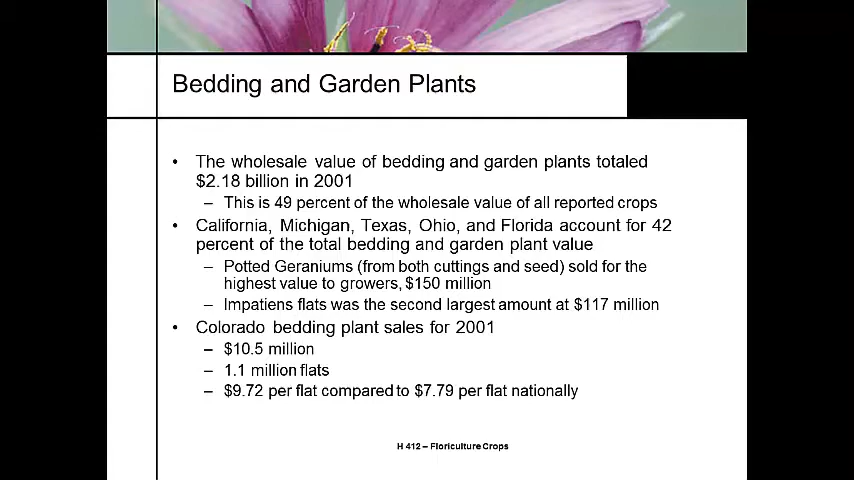 Bedding and Garden Plants
• The wholesale value of bedding and garden plants totaled
$2.18 billion in 2001
– This is 49 percent of the wholesale value of all reported crops
• California, Michigan, Texas, Ohio, and Florida account for 42
percent of the total bedding and garden plant value
– Potted Geraniums (from both cuttings and seed) sold for the
highest value to growers, $150 million
– Impatiens flats was the second largest amount at $117 million
• Colorado bedding plant sales for 2001
– $10.5 million
– 1.1 million flats
– $9.72 per flat compared to $7.79 per flat nationally
H 412 – Floriculture Crops